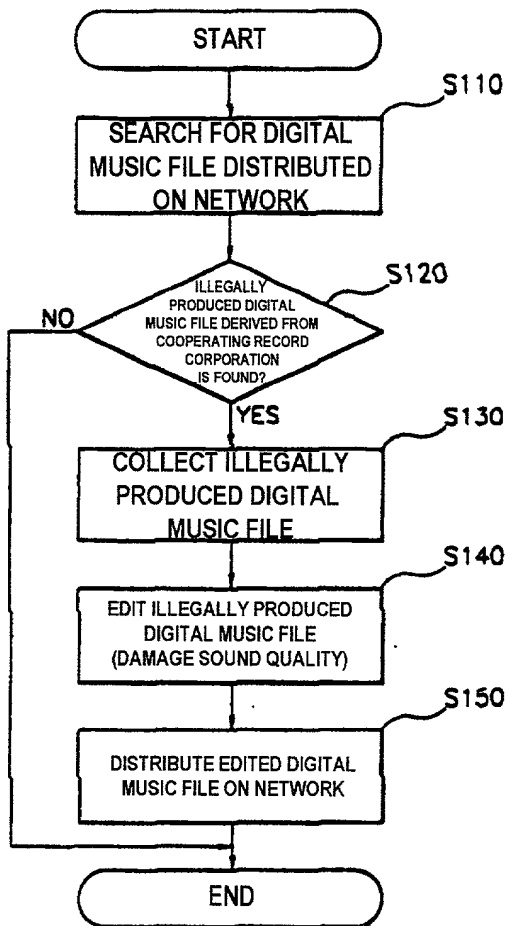 START
S110
SEARCH FOR DIGITAL
MUSIC FILE DISTRIBUTED
ON NETWORK
S120
ILLEGALLY
PRODUCED DIGITAL
MUSIC FILE DERIVED FROM
COOPERATING RECORD
CORPORATION
IS FOUND?
NO
YES
S130
COLLECT ILLEGALLY
PRODUCED DIGITAL
MUSIC FILE
S140
EDIT ILLEGALLY PRODUCED
DIGITAL MUSIC FILE
(DAMAGE SOUND QUALITY)
S150
DISTRIBUTE EDITED DIGITAL
MUSIC FILE ON NETWORK
END